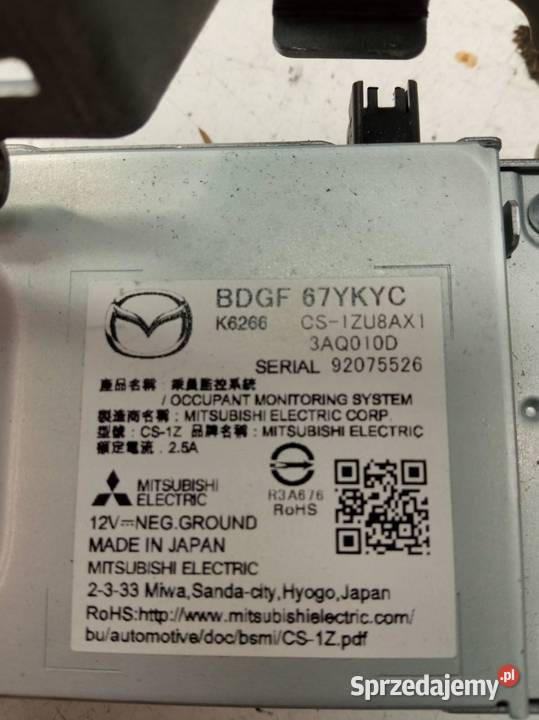 BDGF 67YKYC
K6266 CS-1ZU8AX1
3AQ010D
SERIAL 92075526
產品名稱：乘員監控系統
/OCCUPANT MONITORING SYSTEM
製造商名稱：MITSUBISHI ELECTRIC CORP.
型號：CS-1Z 品牌名稱：MITSUBISHI ELECTRIC
額定電流．2.5A
MITSUBISHI
ELECTRIC
R3A676
RoHS
12V⎓NEG.GROUND
MADE IN JAPAN
MITSUBISHI ELECTRIC
2-3-33 Miwa,Sanda-city,Hyogo,Japan
RoHS:http://www.mitsubishielectric.com/
bu/automotive/doc/bsmi/CS-1Z.pdf
Sprzedajemy.pl